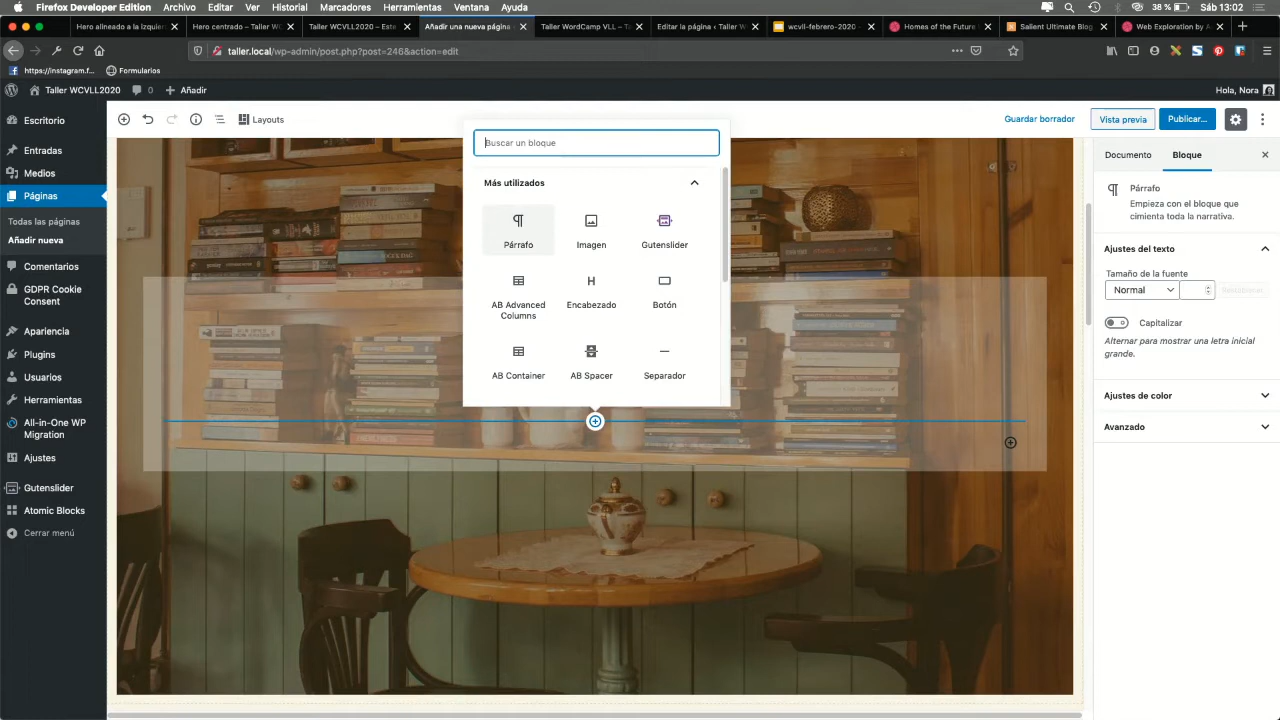 Firefox Developer Edition Archivo Editar Ver Historial Marcadores Herramientas Ventana Ayuda 38 % Sáb 13:02
Hero alineado a la izquier Hero centrado – Taller WC Taller WCVLL2020 – Este Añadir una nueva página Taller WordCamp VLL – T Editar la página ‹ Taller W wcvll-febrero-2020 – Homes of the Future Salient Ultimate Blog Web Exploration by A
taller.local/wp-admin/post.php?post=246&action=edit
https://instagram.f... Formularios
Taller WCVLL2020 0 Añadir Hola, Nora
Escritorio
Entradas
Medios
Páginas
Todas las páginas
Añadir nueva
Comentarios
GDPR Cookie
Consent
Apariencia
Plugins
Usuarios
Herramientas
All-in-One WP
Migration
Ajustes
Gutenslider
Atomic Blocks
Cerrar menú
Layouts Guardar borrador Vista previa Publicar...
Buscar un bloque
Más utilizados
Párrafo Imagen Gutenslider
AB Advanced
Columns
Encabezado Botón
AB Container AB Spacer Separador
Documento Bloque
Párrafo
Empieza con el bloque que
cimienta toda la narrativa.
Ajustes del texto
Tamaño de la fuente
Normal
Capitalizar
Alternar para mostrar una letra inicial
grande.
Ajustes de color
Avanzado